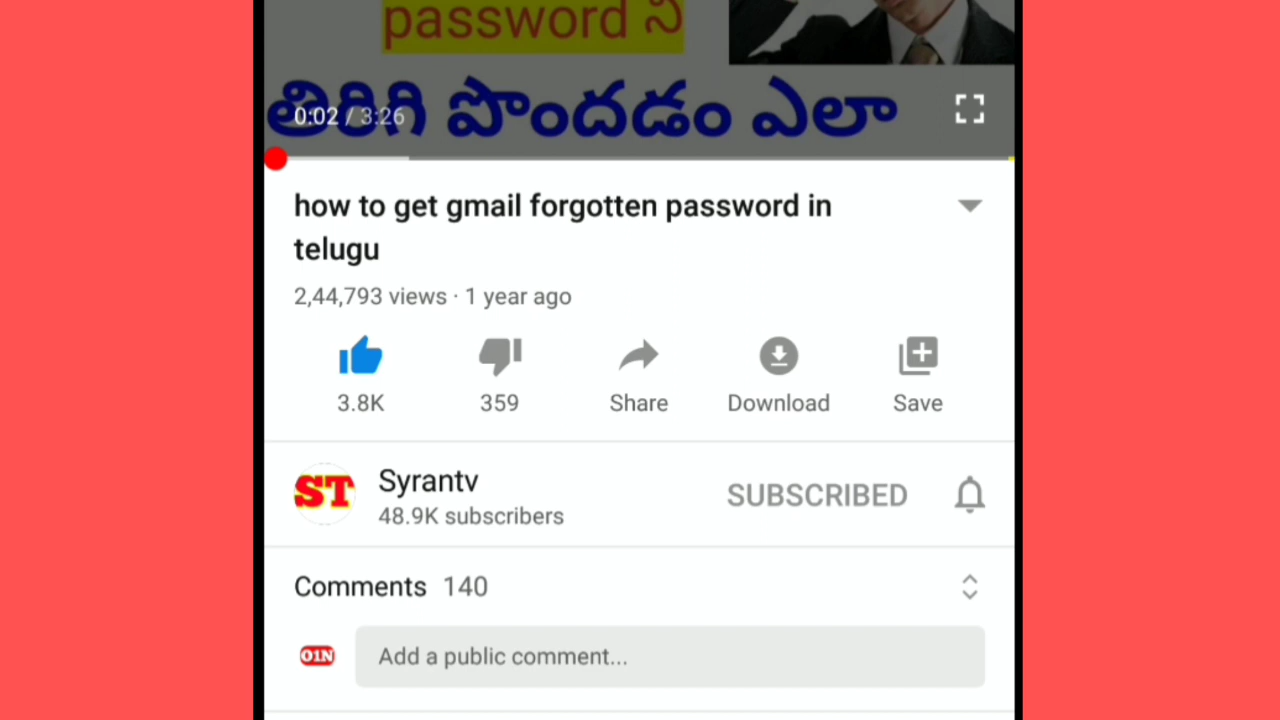 password ని
తిరిగి పొందడం ఎలా
0:02 / 3:26
how to get gmail forgotten password in
telugu
2,44,793 views · 1 year ago
3.8K 359 Share Download Save
ST
Syrantv
SUBSCRIBED
48.9K subscribers
Comments 140
O1N
Add a public comment...